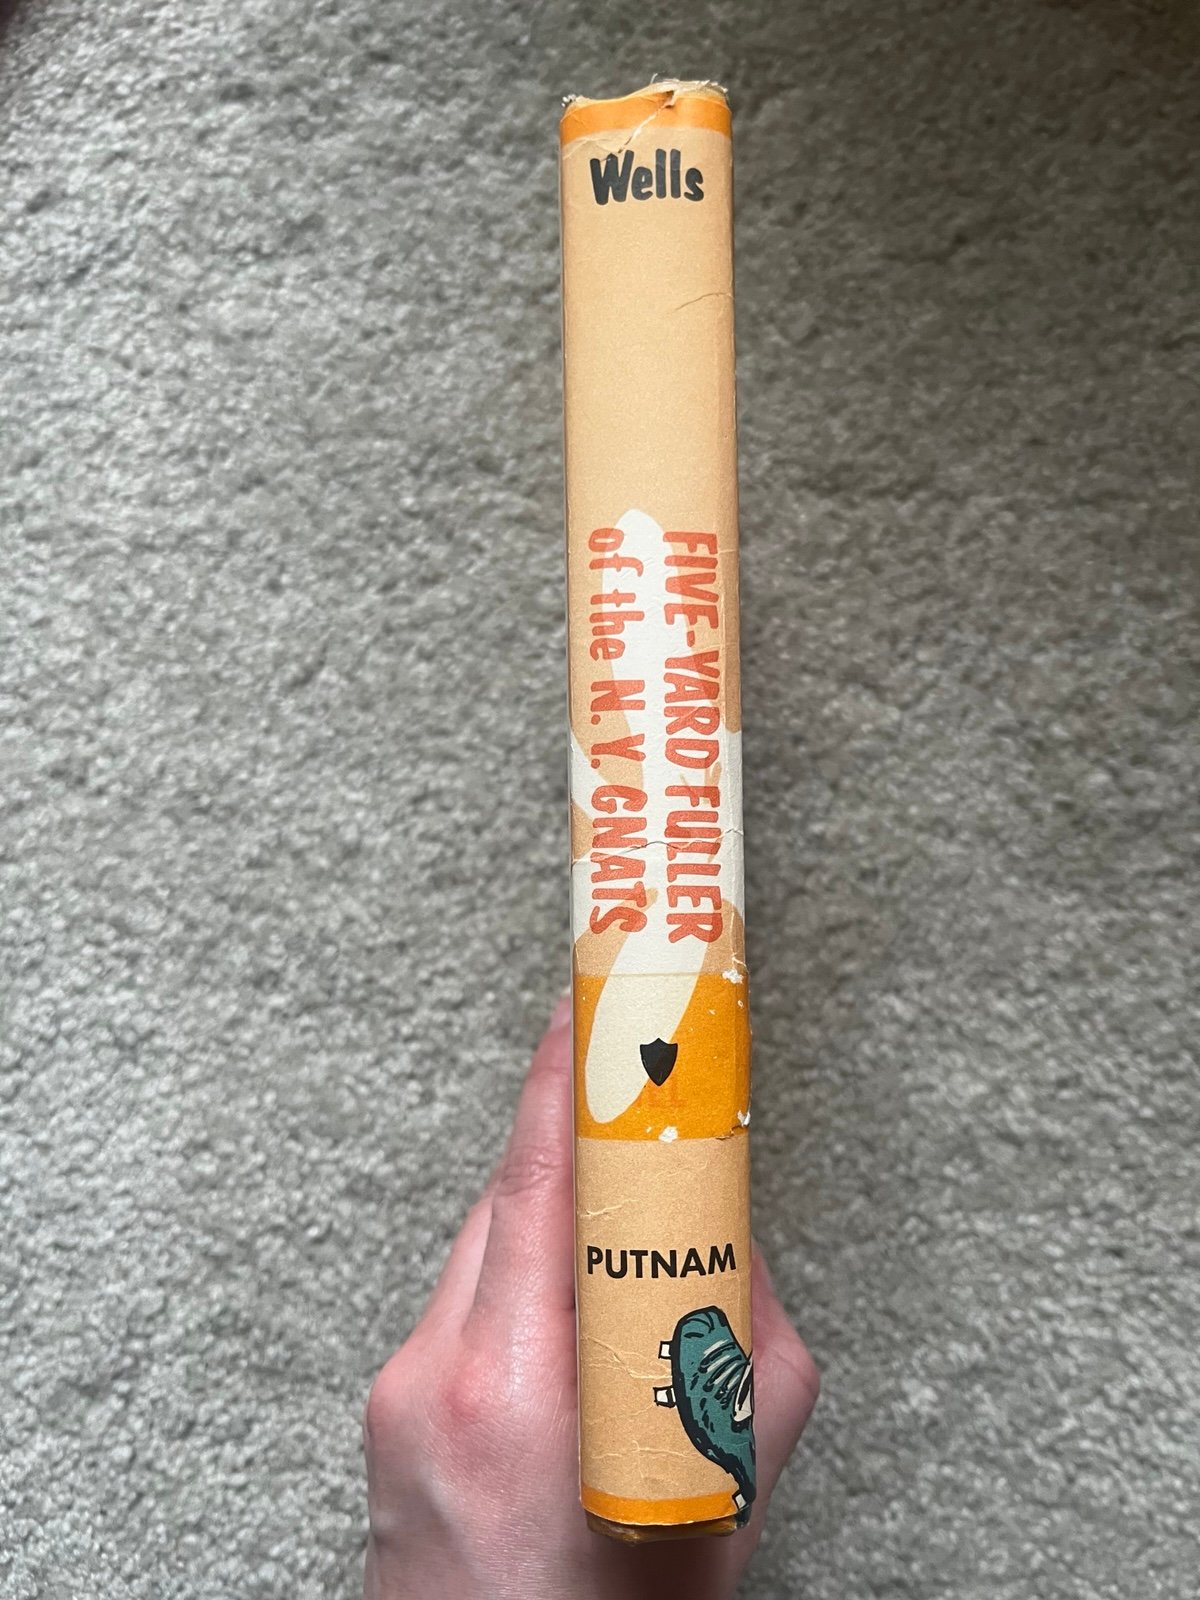 Wells
FIVE-YARD FULLER
of the N. Y. GNATS
PUTNAM